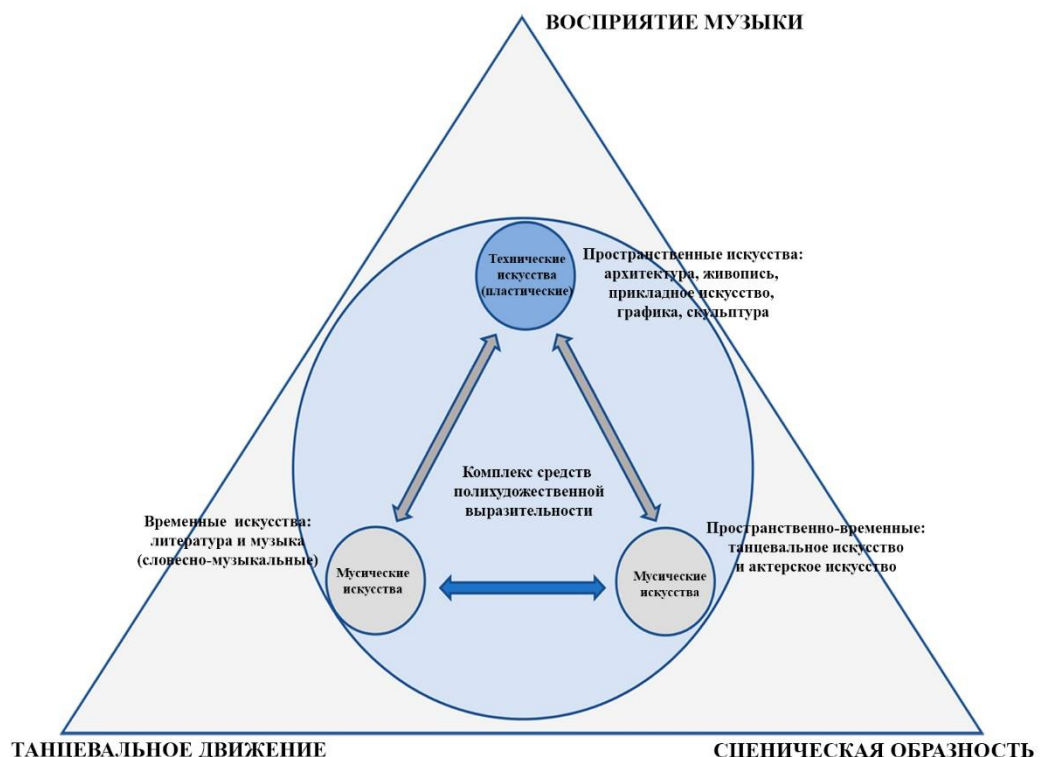 ВОСПРИЯТИЕ МУЗЫКИ
Технические
искусства
(пластические)
Пространственные искусства:
архитектура, живопись,
прикладное искусство,
графика, скульптура
Комплекс средств
полихудожественной
выразительности
Временные искусства:
литература и музыка
(словесно-музыкальные)
Мусические
искусства
Пространственно-временные:
танцевальное искусство
и актерское искусство
Мусические
искусства
ТАНЦЕВАЛЬНОЕ ДВИЖЕНИЕ
СЦЕНИЧЕСКАЯ ОБРАЗНОСТЬ